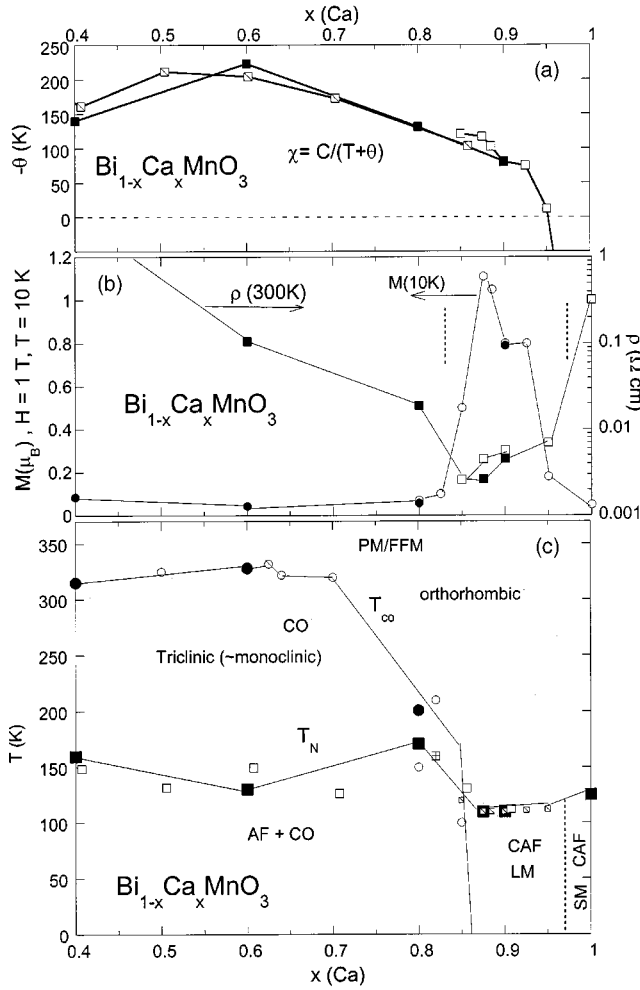 x (Ca)
0.4 0.5 0.6 0.7 0.8 0.9 1
(a)
250
200
150
100
50
0
-θ (K)
χ= C/(T+θ)
Bi1-xCaxMnO3
(b)
1.2
1
0.8
0.6
0.4
0.2
0
M(μB) , H = 1 T, T = 10 K
ρ (300K)
M(10K)
Bi1-xCaxMnO3
1
0.1
0.01
0.001
ρ (Ω cm)
PM/FFM
(c)
350
300
250
200
150
100
50
0
T (K)
TCO
orthorhombic
CO
Triclinic (~monoclinic)
TN
AF + CO
CAF
LM
SM CAF
Bi1-xCaxMnO3
0.4 0.5 0.6 0.7 0.8 0.9 1
x (Ca)